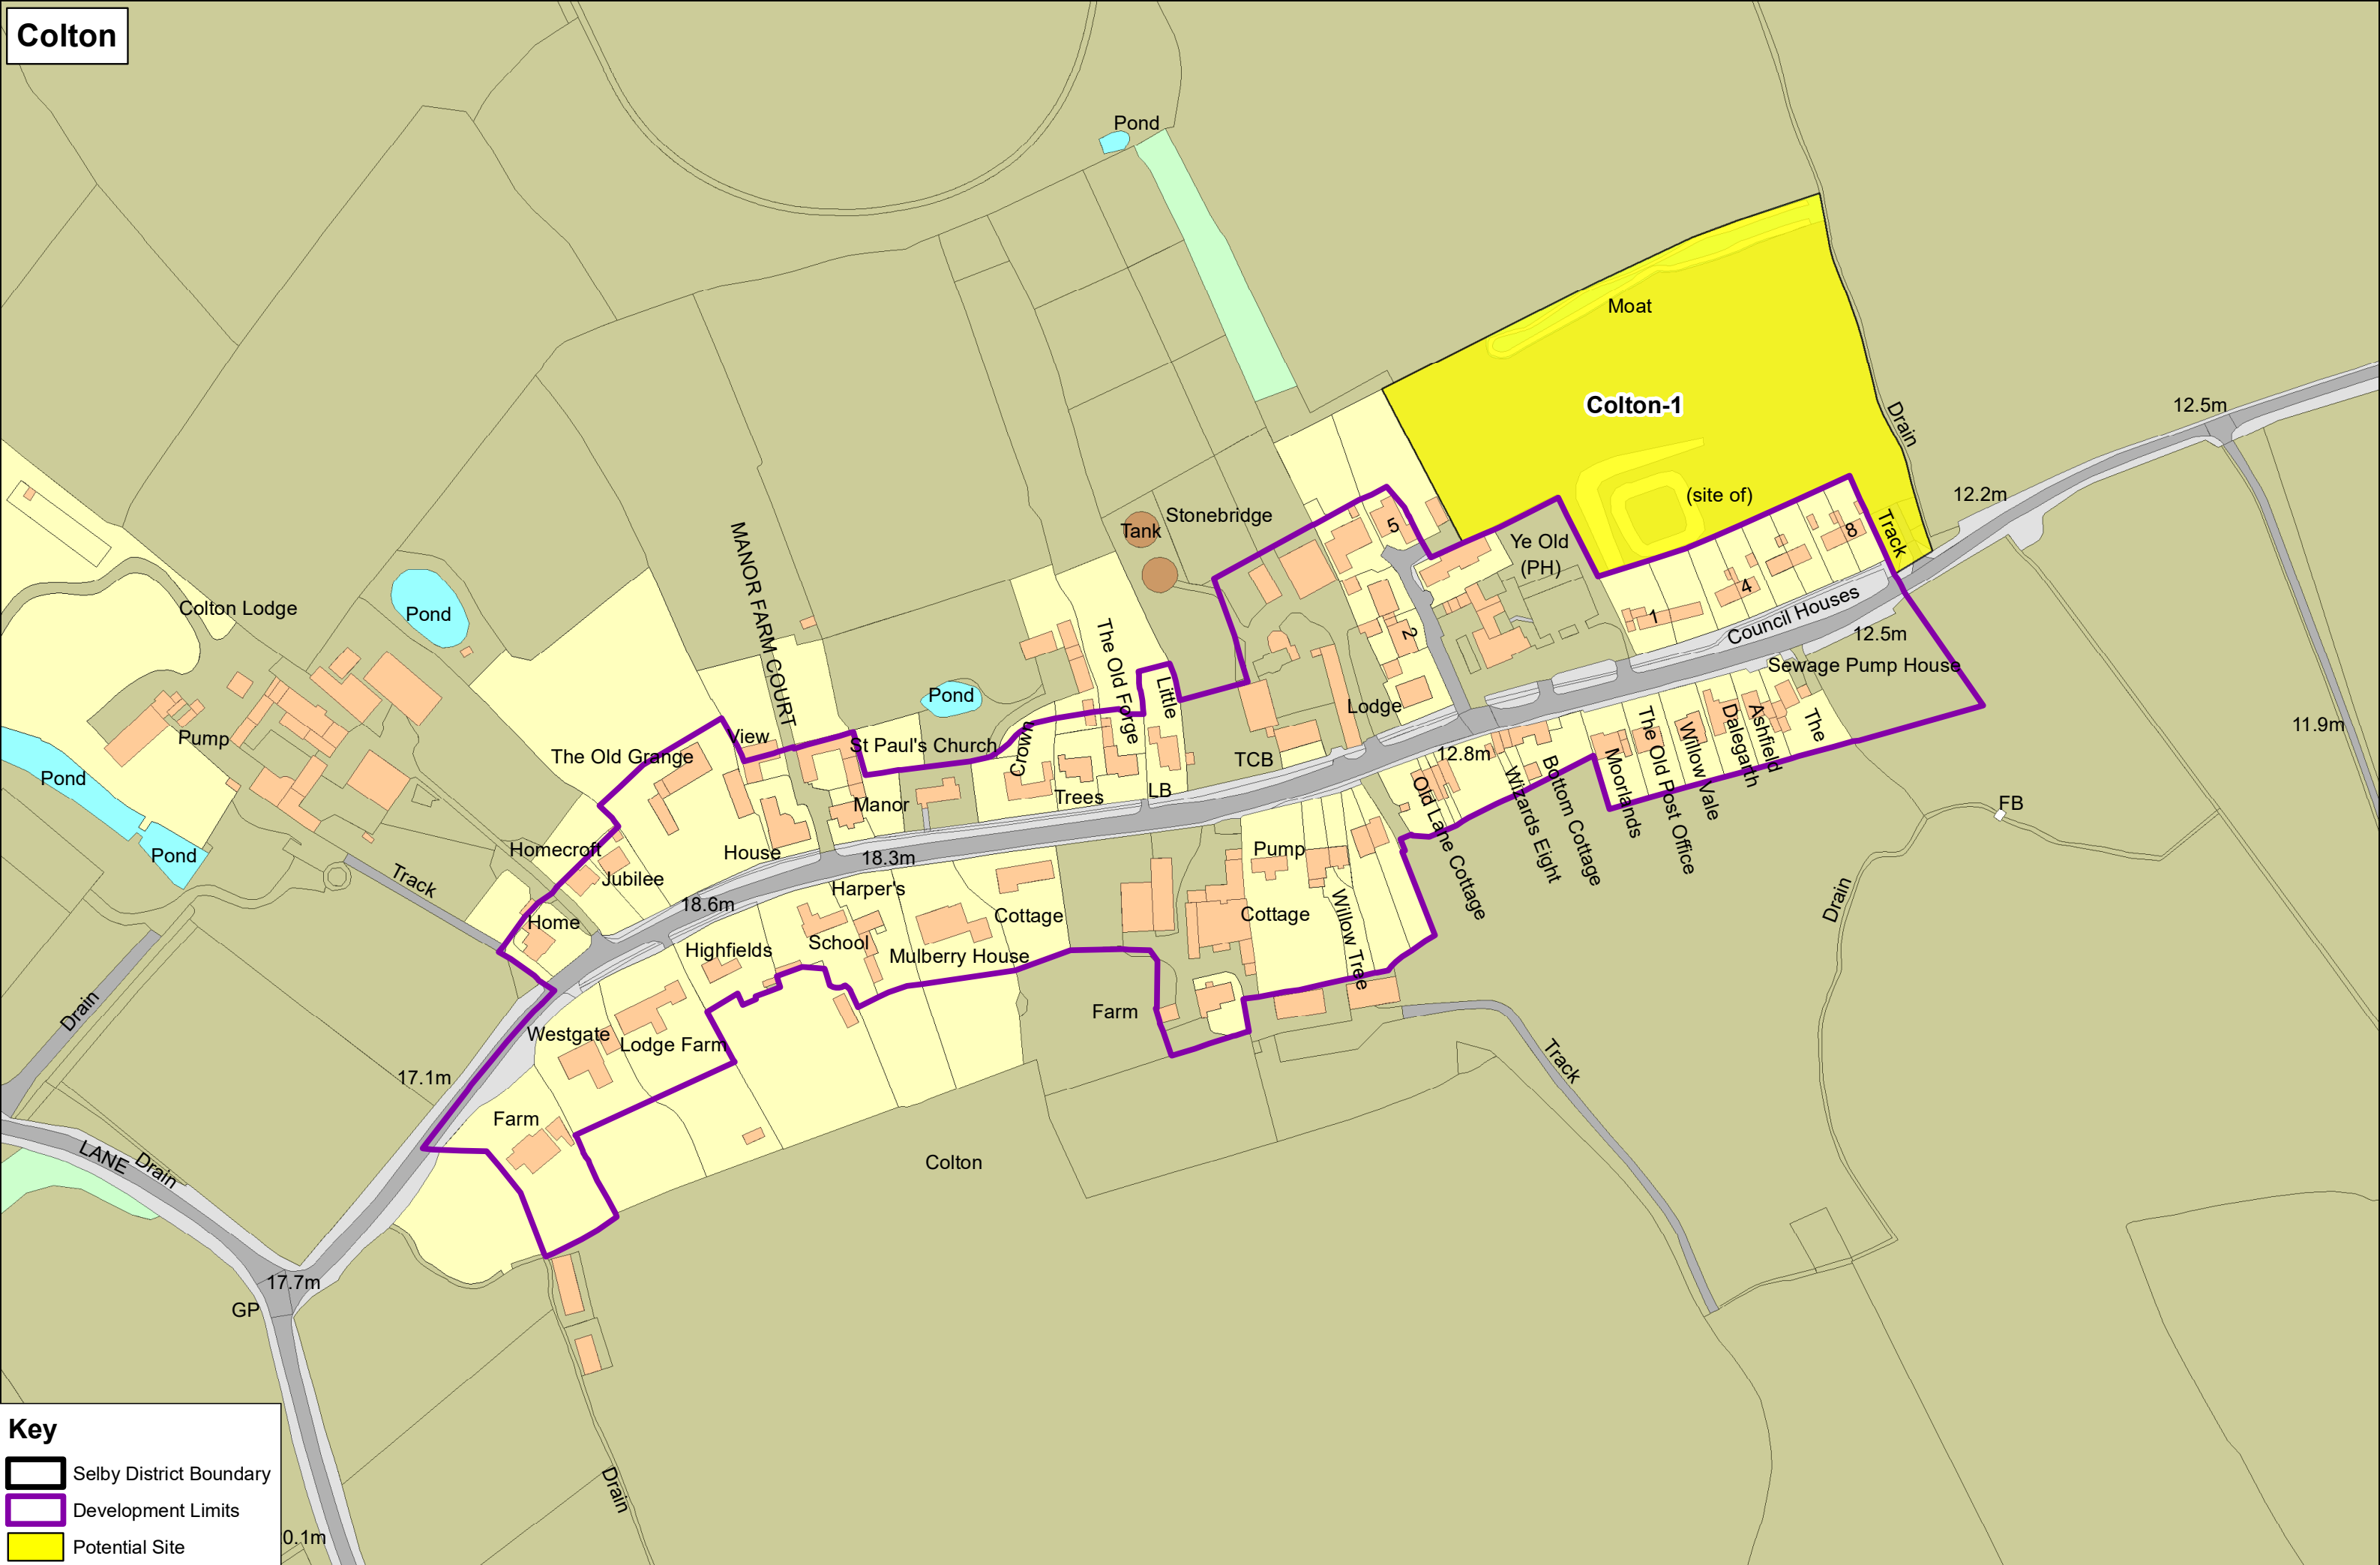 Colton
Pond
Moat
Colton-1
Drain
12.5m
12.2m
(site of)
Stonebridge
Tank
5
Ye Old
(PH)
Track
8
4
1
2
Council Houses
12.5m
Sewage Pump House
11.9m
MANOR FARM COURT
Colton Lodge
Pond
Pump
Pond
Pond
The Old Forge
Little
Pond
Lodge
View
The Old Grange
St Paul's Church
Crown
TCB
12.8m
Trees
LB
Manor
House
18.3m
Homecroft
Jubilee
Track
Home
18.6m
Harper's
Highfields
School
Mulberry House
Cottage
Pump
Cottage
Willow Tree
Old Lane Cottage
Wizards Eight
Bottom Cottage
Moorlands
The Old Post Office
Willow Vale
Dalegarth
Ashfield
The
FB
Drain
Drain
Westgate
Lodge Farm
Farm
Track
17.1m
Farm
Colton
LANE
Drain
17.7m
GP
Drain
0.1m
Key
Selby District Boundary
Development Limits
Potential Site